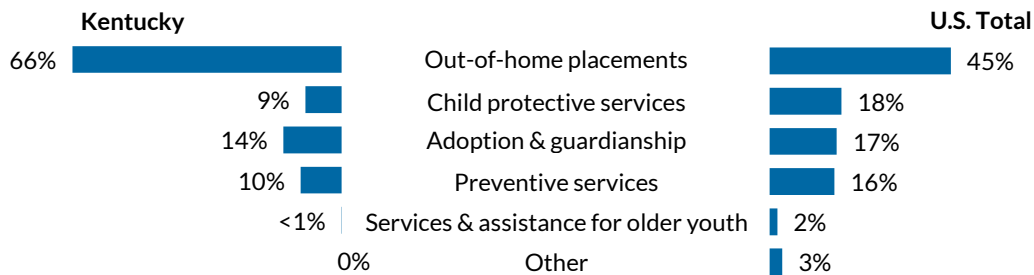 Kentucky U.S. Total
66% Out-of-home placements 45%
9% Child protective services 18%
14% Adoption & guardianship 17%
10% Preventive services 16%
<1% Services & assistance for older youth 2%
0% Other 3%